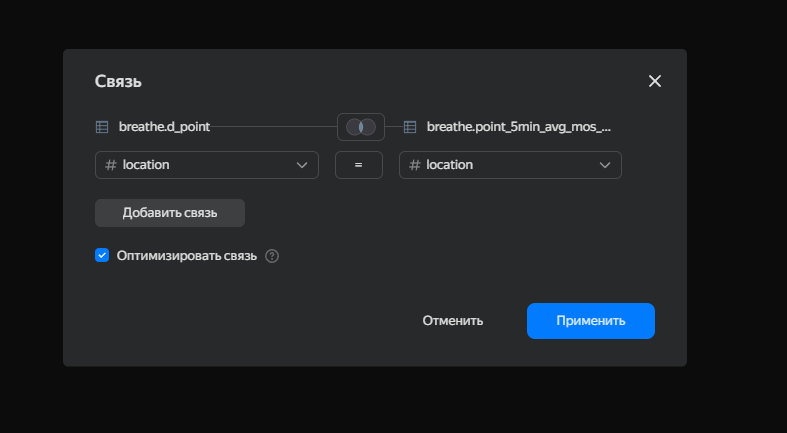 Связь
breathe.d_point breathe.point_5min_avg_mos_...
# location = # location
Добавить связь
Оптимизировать связь ?
Отменить Применить